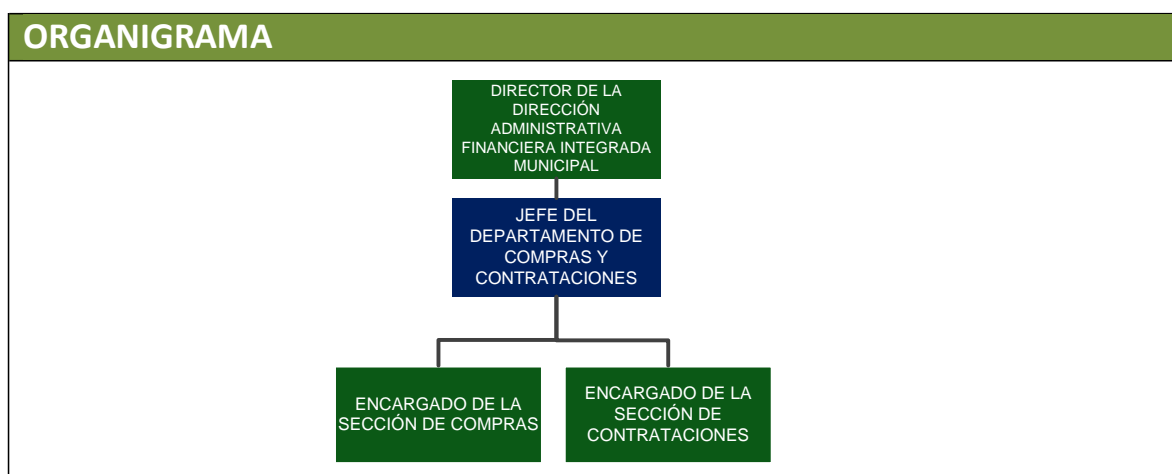 ORGANIGRAMA
DIRECTOR DE LA
DIRECCIÓN
ADMINISTRATIVA
FINANCIERA INTEGRADA
MUNICIPAL
JEFE DEL
DEPARTAMENTO DE
COMPRAS Y
CONTRATACIONES
ENCARGADO DE LA
SECCIÓN DE COMPRAS
ENCARGADO DE LA
SECCIÓN DE
CONTRATACIONES